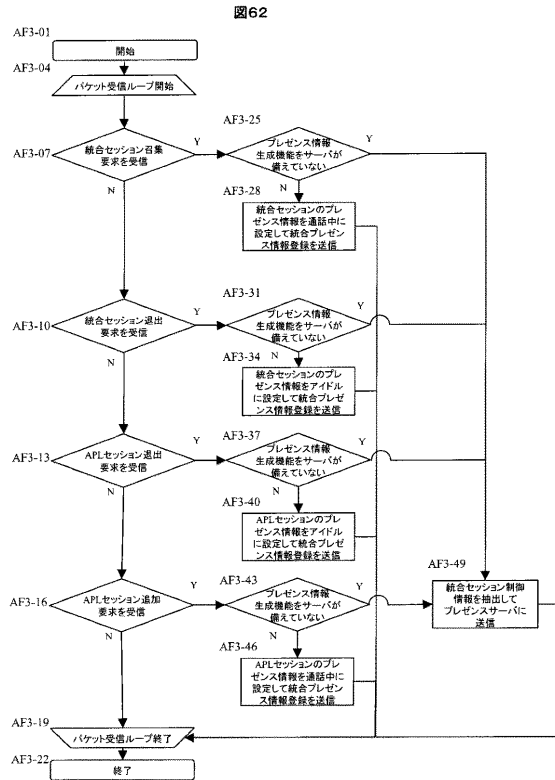 図62
AF3-01
開始
AF3-04
パケット受信ループ開始
AF3-07
統合セッション召集
要求を受信
Y
N
AF3-25
プレゼンス情報
生成機能をサーバが
備えていない
Y
N
AF3-28
統合セッションのプレ
ゼンス情報を通話中に
設定して統合プレゼン
ス情報登録を送信
AF3-10
統合セッション退出
要求を受信
Y
N
AF3-31
プレゼンス情報
生成機能をサーバが
備えていない
Y
N
AF3-34
統合セッションのプレ
ゼンス情報をアイドル
に設定して統合プレゼ
ンス情報登録を送信
AF3-13
APLセッション退出
要求を受信
Y
N
AF3-37
プレゼンス情報
生成機能をサーバが
備えていない
Y
N
AF3-40
APLセッションのプレ
ゼンス情報をアイドル
に設定して統合プレゼ
ンス情報登録を送信
AF3-16
APLセッション追加
要求を受信
Y
N
AF3-43
プレゼンス情報
生成機能をサーバが
備えていない
Y
N
AF3-46
APLセッションのプレ
ゼンス情報を通話中に
設定して統合プレゼン
ス情報登録を送信
AF3-49
統合セッション制御
情報を抽出して
プレゼンスサーバに
送信
AF3-19
パケット受信ループ終了
AF3-22
終了